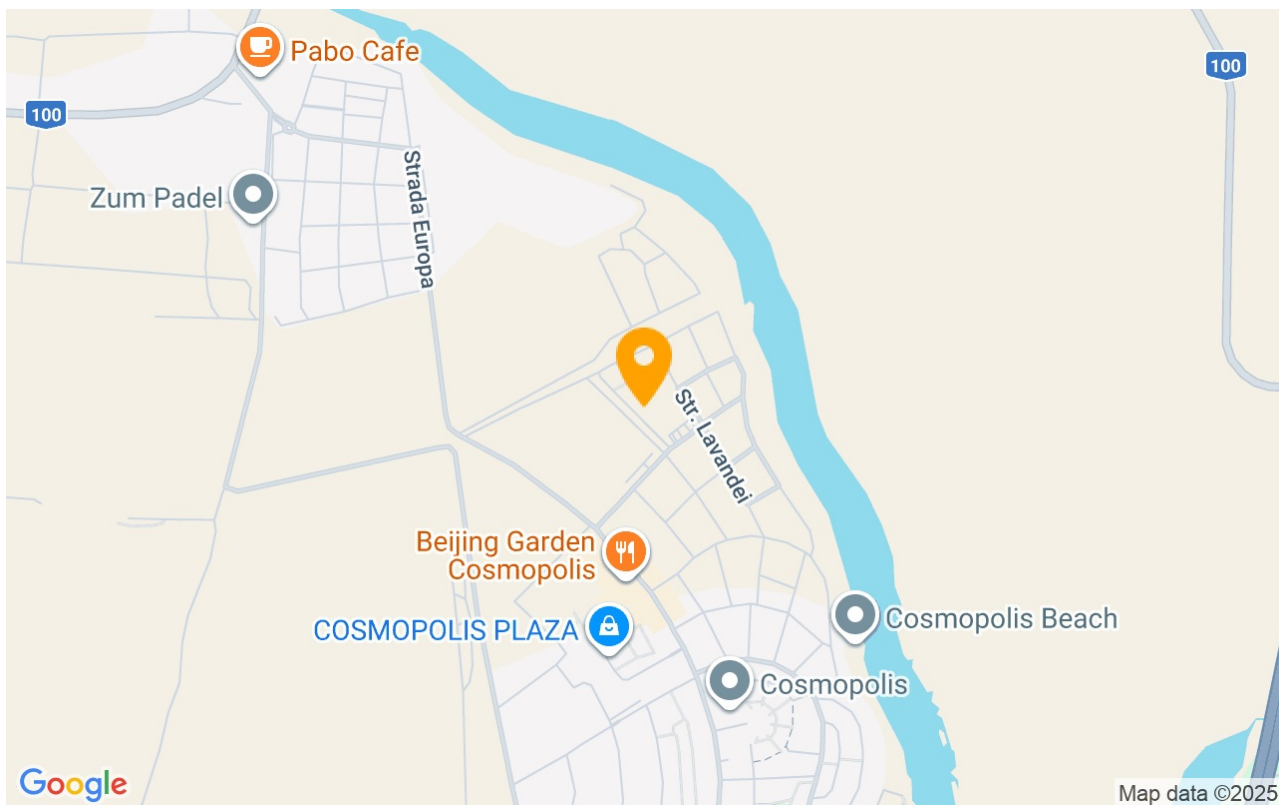 Pabo Cafe
100
100
Strada Europa
Zum Padel
Str. Lavandei
Beijing Garden
Cosmopolis
COSMOPOLIS PLAZA
Cosmopolis Beach
Cosmopolis
Google
Map data ©2025